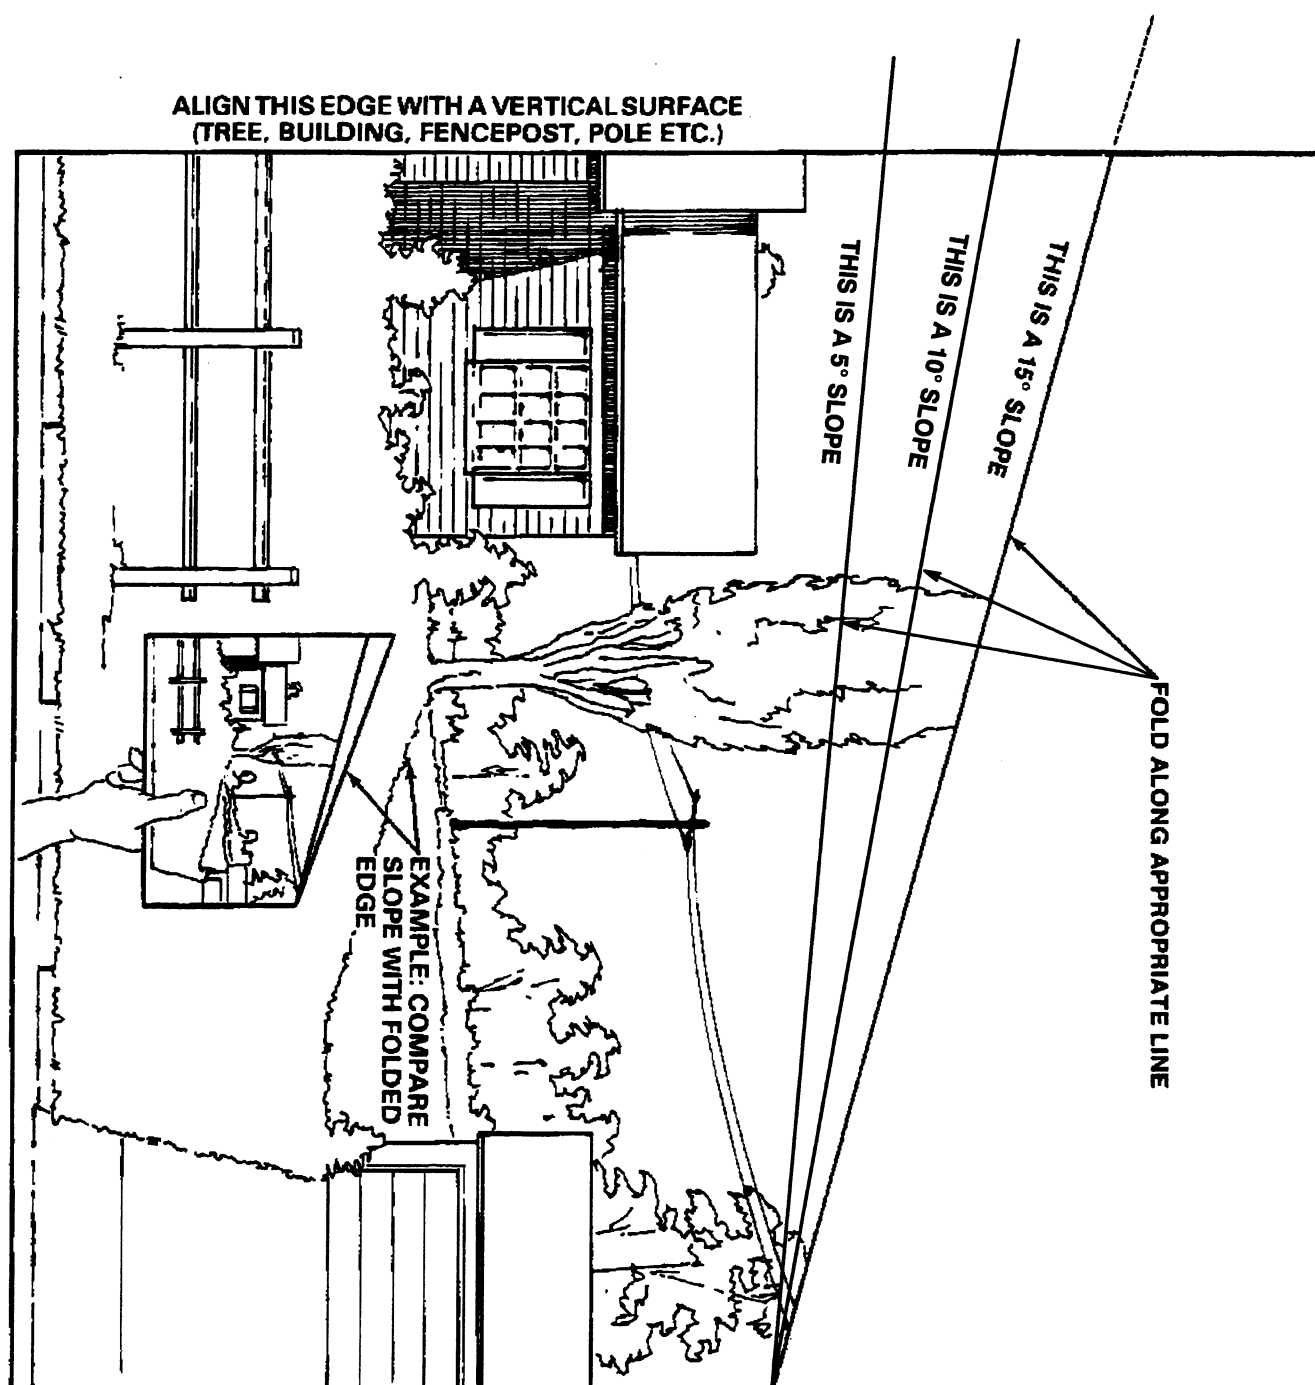 ALIGN THIS EDGE WITH A VERTICAL SURFACE
(TREE, BUILDING, FENCEPOST, POLE ETC.)
THIS IS A 5° SLOPE
THIS IS A 10° SLOPE
THIS IS A 15° SLOPE
FOLD ALONG APPROPRIATE LINE
EXAMPLE: COMPARE
SLOPE WITH FOLDED
EDGE